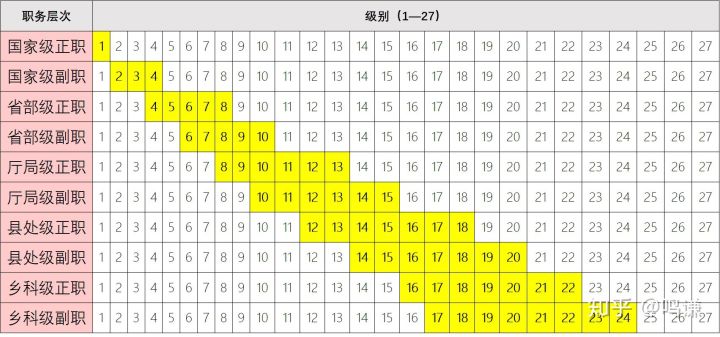 职务层次 级别（1—27）
国家级正职 1 2 3 4 5 6 7 8 9 10 11 12 13 14 15 16 17 18 19 20 21 22 23 24 25 26 27
国家级副职 1 2 3 4 5 6 7 8 9 10 11 12 13 14 15 16 17 18 19 20 21 22 23 24 25 26 27
省部级正职 1 2 3 4 5 6 7 8 9 10 11 12 13 14 15 16 17 18 19 20 21 22 23 24 25 26 27
省部级副职 1 2 3 4 5 6 7 8 9 10 11 12 13 14 15 16 17 18 19 20 21 22 23 24 25 26 27
厅局级正职 1 2 3 4 5 6 7 8 9 10 11 12 13 14 15 16 17 18 19 20 21 22 23 24 25 26 27
厅局级副职 1 2 3 4 5 6 7 8 9 10 11 12 13 14 15 16 17 18 19 20 21 22 23 24 25 26 27
县处级正职 1 2 3 4 5 6 7 8 9 10 11 12 13 14 15 16 17 18 19 20 21 22 23 24 25 26 27
县处级副职 1 2 3 4 5 6 7 8 9 10 11 12 13 14 15 16 17 18 19 20 21 22 23 24 25 26 27
乡科级正职 1 2 3 4 5 6 7 8 9 10 11 12 13 14 15 16 17 18 19 20 21 22 23 24 25 26 27
乡科级副职 1 2 3 4 5 6 7 8 9 10 11 12 13 14 15 16 17 18 19 20 21 22 23 24 25 26 27
知乎 @鸣谦